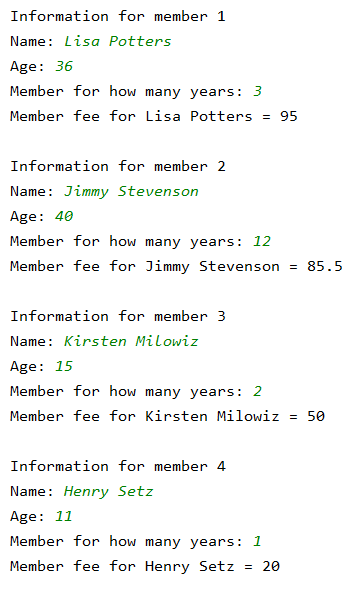 Information for member 1
Name: Lisa Potters
Age: 36
Member for how many years: 3
Member fee for Lisa Potters = 95
Information for member 2
Name: Jimmy Stevenson
Age: 40
Member for how many years: 12
Member fee for Jimmy Stevenson = 85.5
Information for member 3
Name: Kirsten Milowiz
Age: 15
Member for how many years: 2
Member fee for Kirsten Milowiz = 50
Information for member 4
Name: Henry Setz
Age: 11
Member for how many years: 1
Member fee for Henry Setz = 20